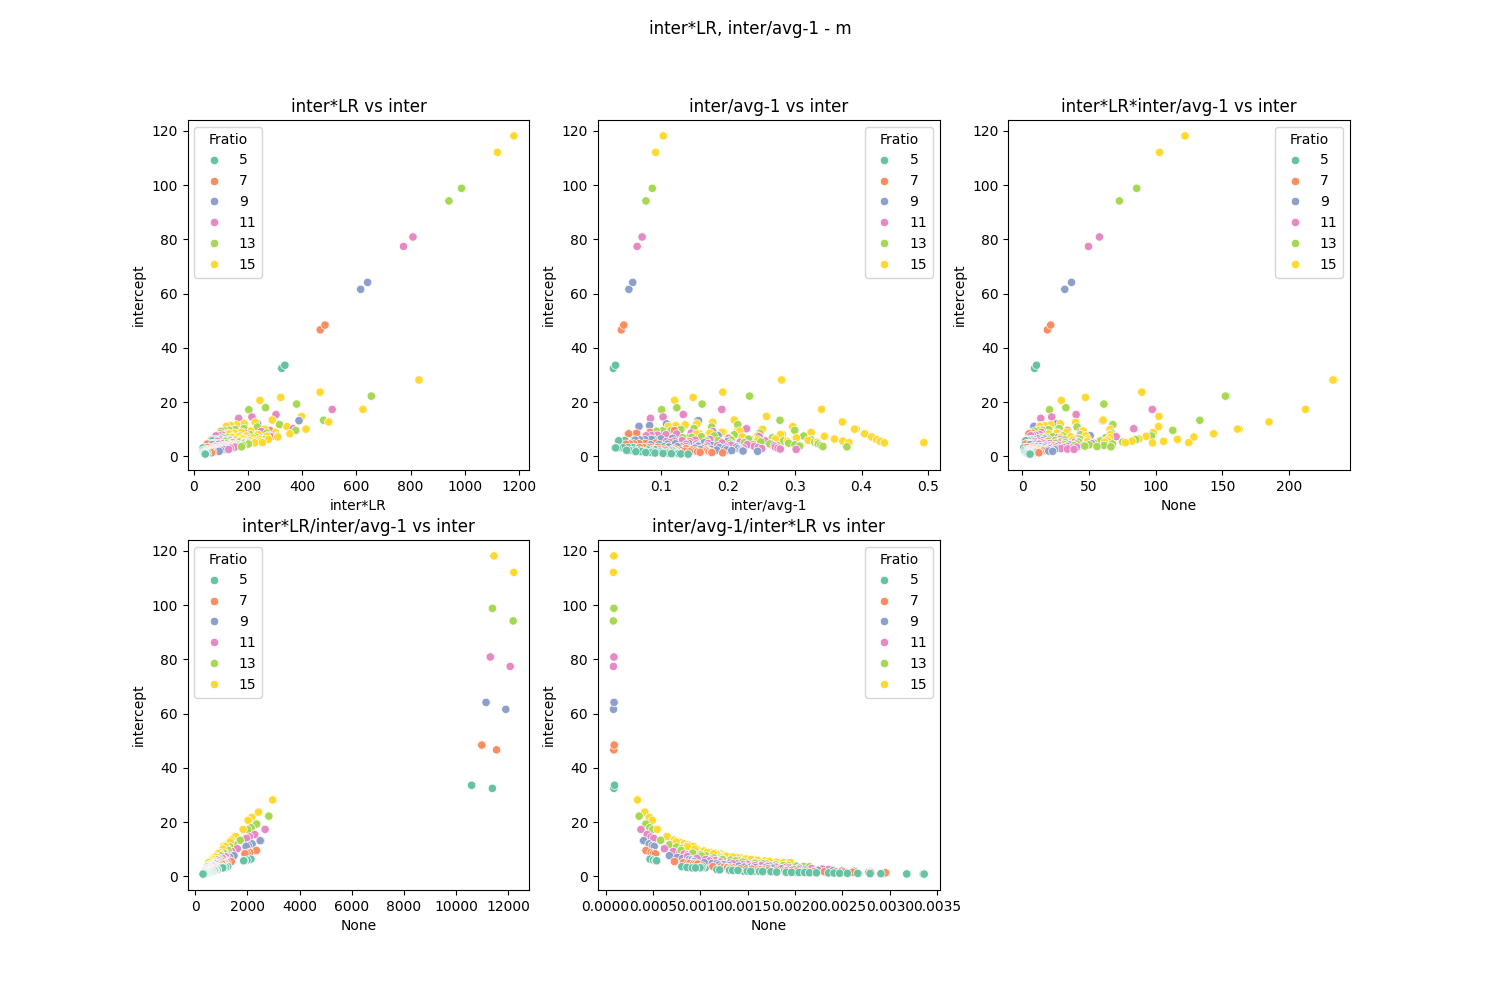 inter*LR, inter/avg-1 - m
inter*LR vs inter
120
100
80
60
40
20
0
intercept
Fratio
5
7
9
11
13
15
0 200 400 600 800 1000 1200
inter*LR
inter/avg-1 vs inter
120
100
80
60
40
20
0
intercept
Fratio
5
7
9
11
13
15
0.1 0.2 0.3 0.4 0.5
inter/avg-1
inter*LR*inter/avg-1 vs inter
120
100
80
60
40
20
0
intercept
Fratio
5
7
9
11
13
15
0 50 100 150 200
None
inter*LR/inter/avg-1 vs inter
120
100
80
60
40
20
0
intercept
Fratio
5
7
9
11
13
15
0 2000 4000 6000 8000 10000 12000
None
inter/avg-1/inter*LR vs inter
120
100
80
60
40
20
0
intercept
Fratio
5
7
9
11
13
15
0.0000 0.0005 0.0010 0.0015 0.0020 0.0025 0.0030 0.0035
None